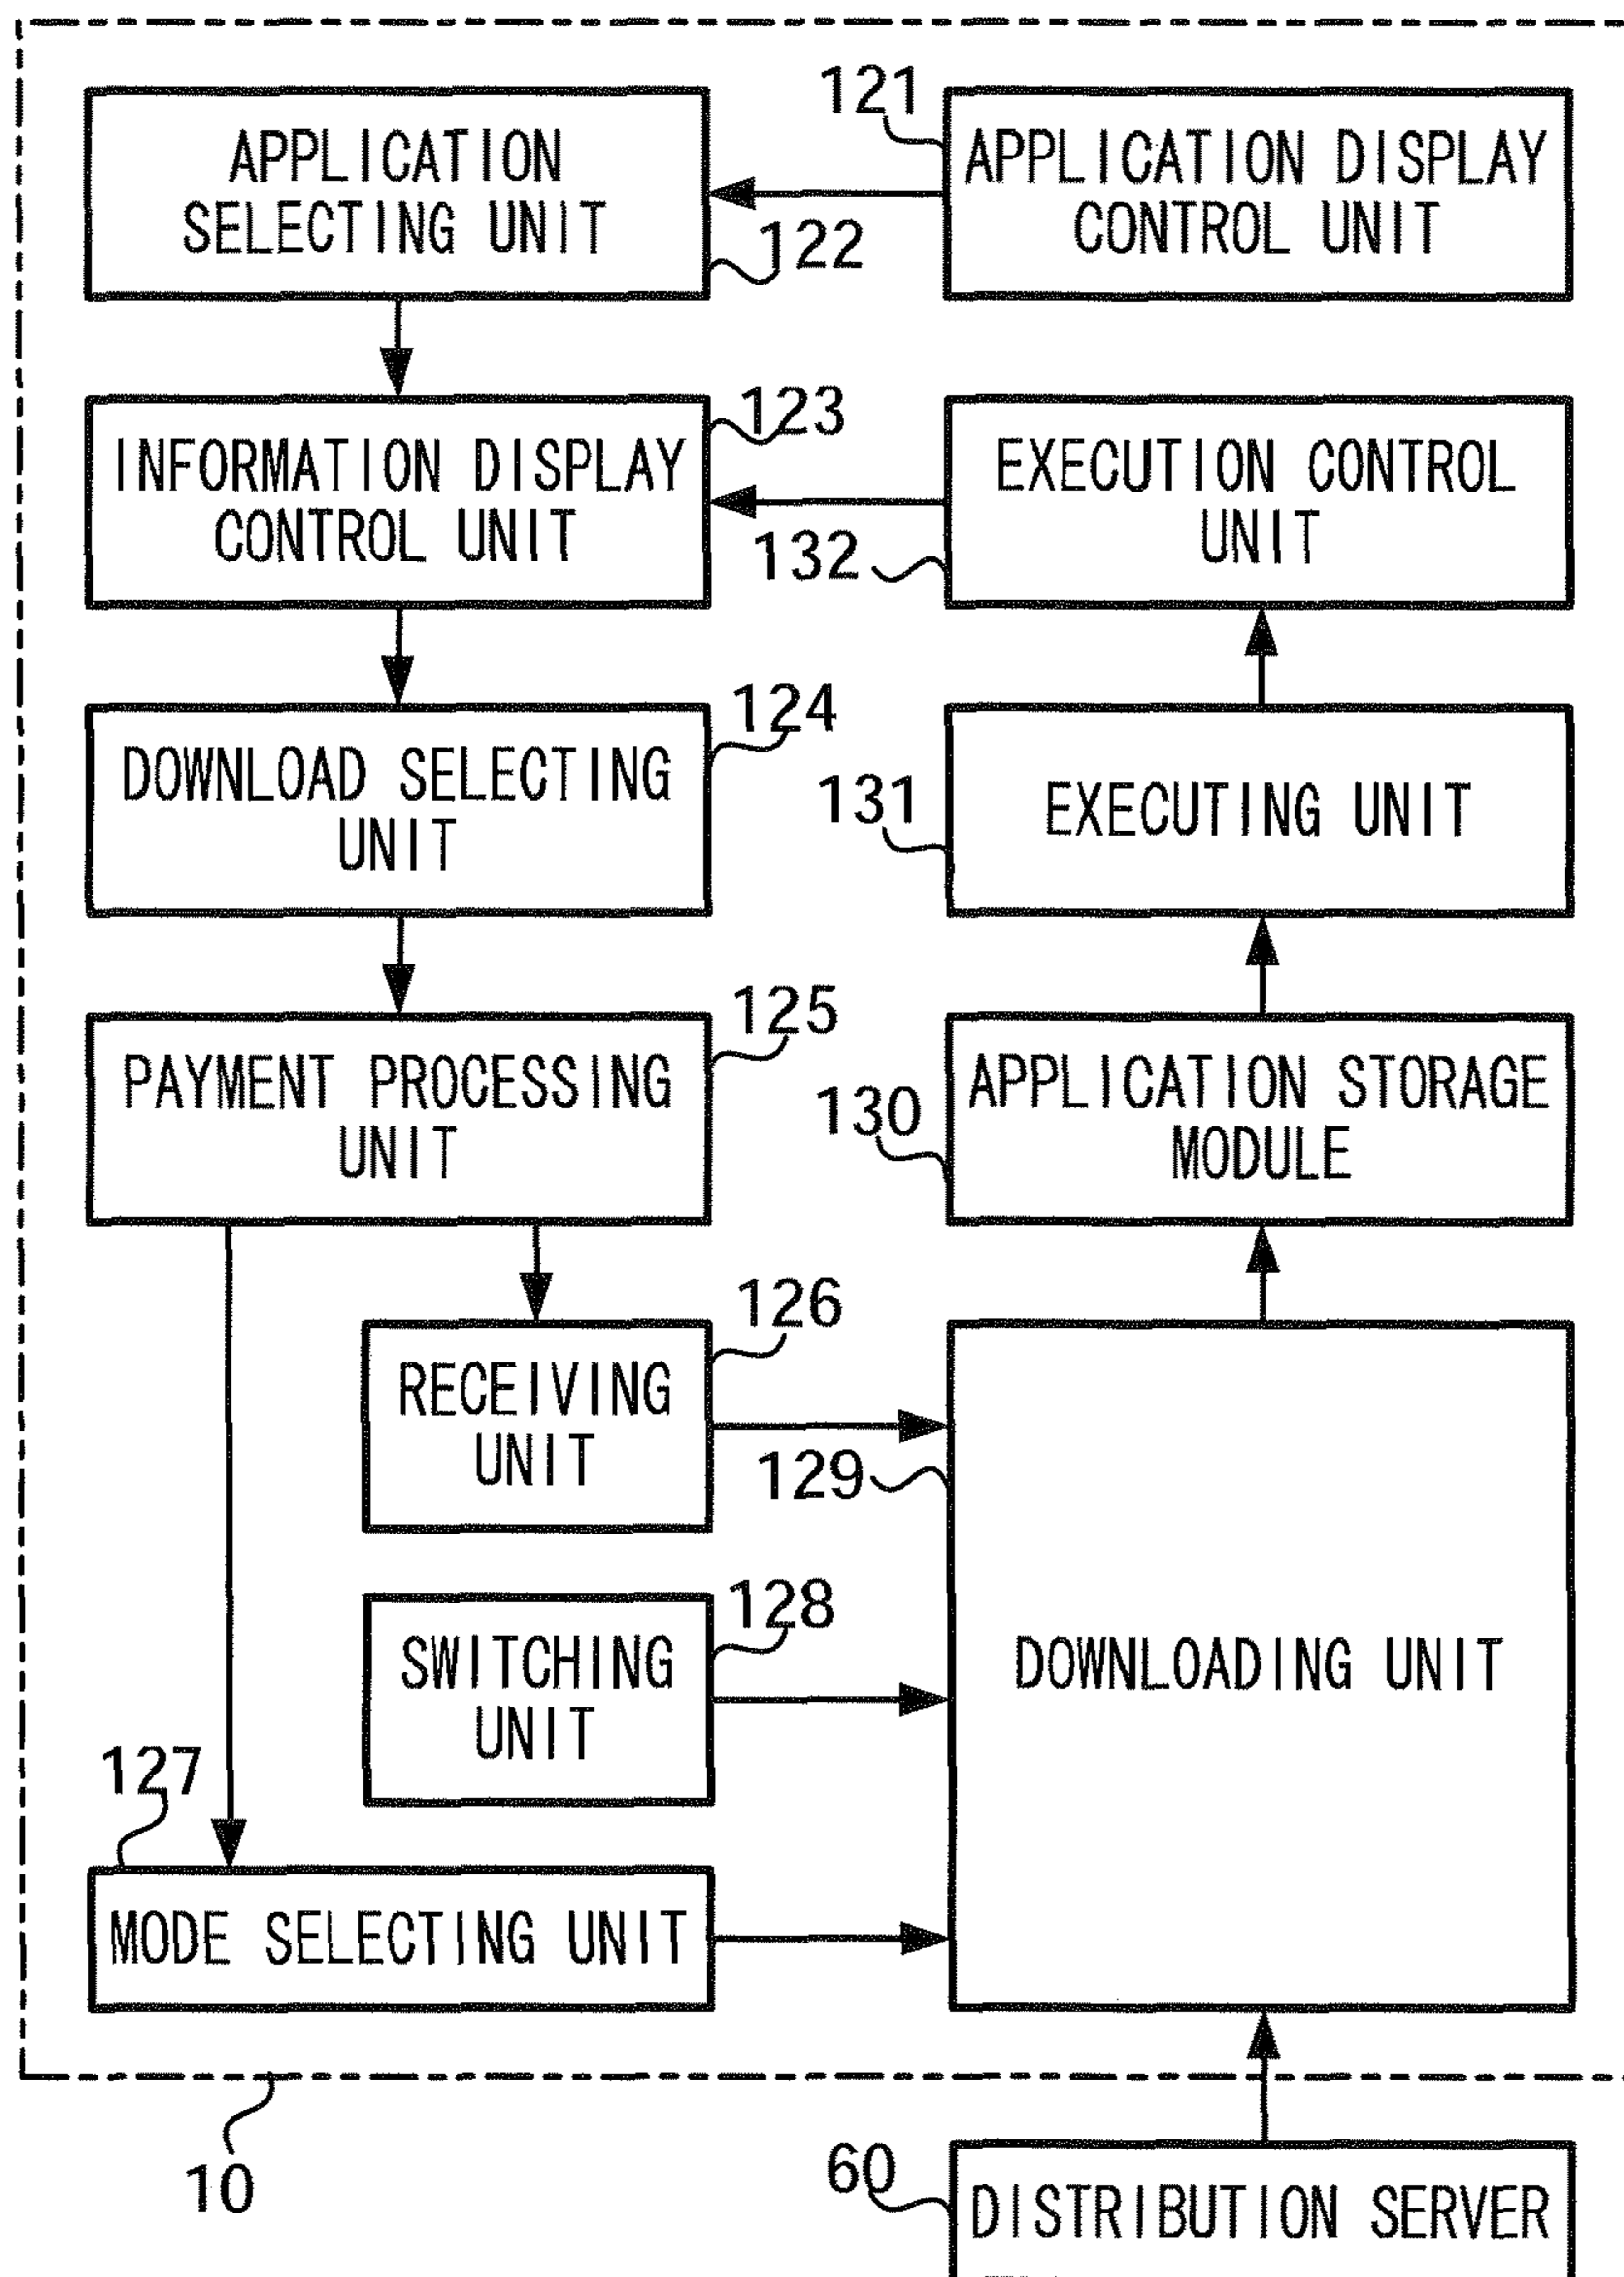 121
APPLICATION
SELECTING UNIT
APPLICATION DISPLAY
CONTROL UNIT
122
123
INFORMATION DISPLAY
CONTROL UNIT
EXECUTION CONTROL
UNIT
132
124
DOWNLOAD SELECTING
UNIT
131
EXECUTING UNIT
125
PAYMENT PROCESSING
UNIT
130
APPLICATION STORAGE
MODULE
126
RECEIVING
UNIT
129
128
SWITCHING
UNIT
DOWNLOADING UNIT
127
MODE SELECTING UNIT
10
60
DISTRIBUTION SERVER